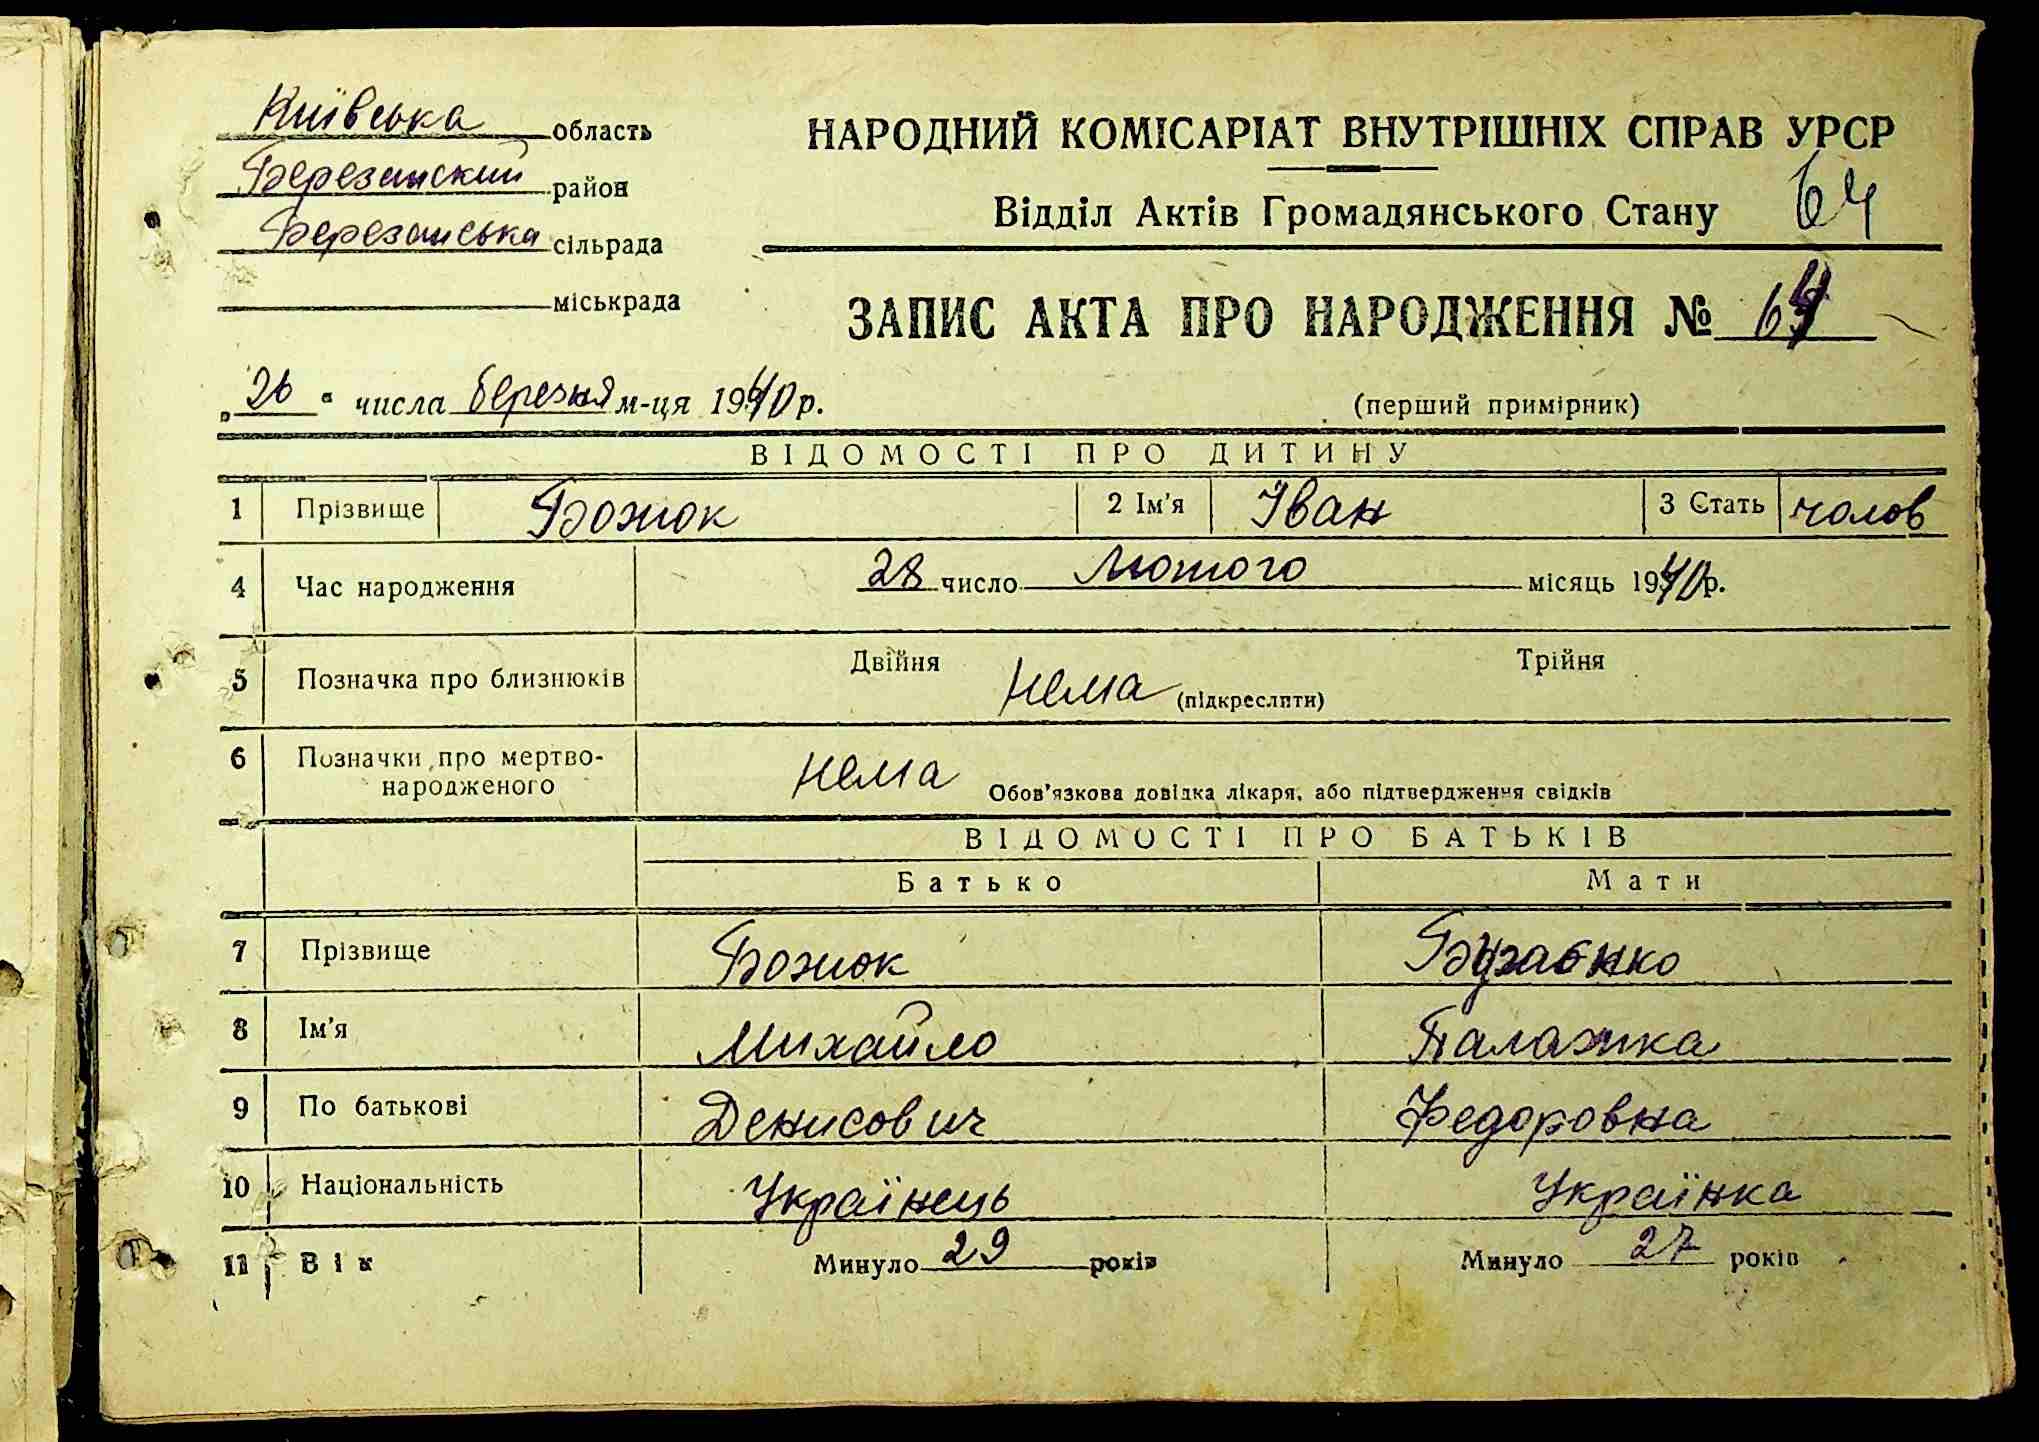 Київська область
Березанский район
Березанська сільрада
міськрада
НАРОДНИЙ КОМІСАРІАТ ВНУТРІШНІХ СПРАВ УРСР
Відділ Актів Громадянського Стану 64
ЗАПИС АКТА ПРО НАРОДЖЕННЯ № 64
„26“ числа березня м-ця 1940 р.
(перший примірник)
ВІДОМОСТІ ПРО ДИТИНУ
1 Прізвище Божок 2 Ім'я Іван 3 Стать чолов
4 Час народження 28 число Лютого місяць 1940 р.
5 Позначка про близнюків Двійня нема (підкреслити) Трійня
6 Позначки про мертво-
народженого нема Обов'язкова довідка лікаря, або підтвердження свідків
ВІДОМОСТІ ПРО БАТЬКІВ
Батько Мати
7 Прізвище Божок
8 Ім'я Михайло Палажка
9 По батькові Денисович Федоровна
10 Національність Українець Українка
11 Вік Минуло 29 років Минуло 27 років